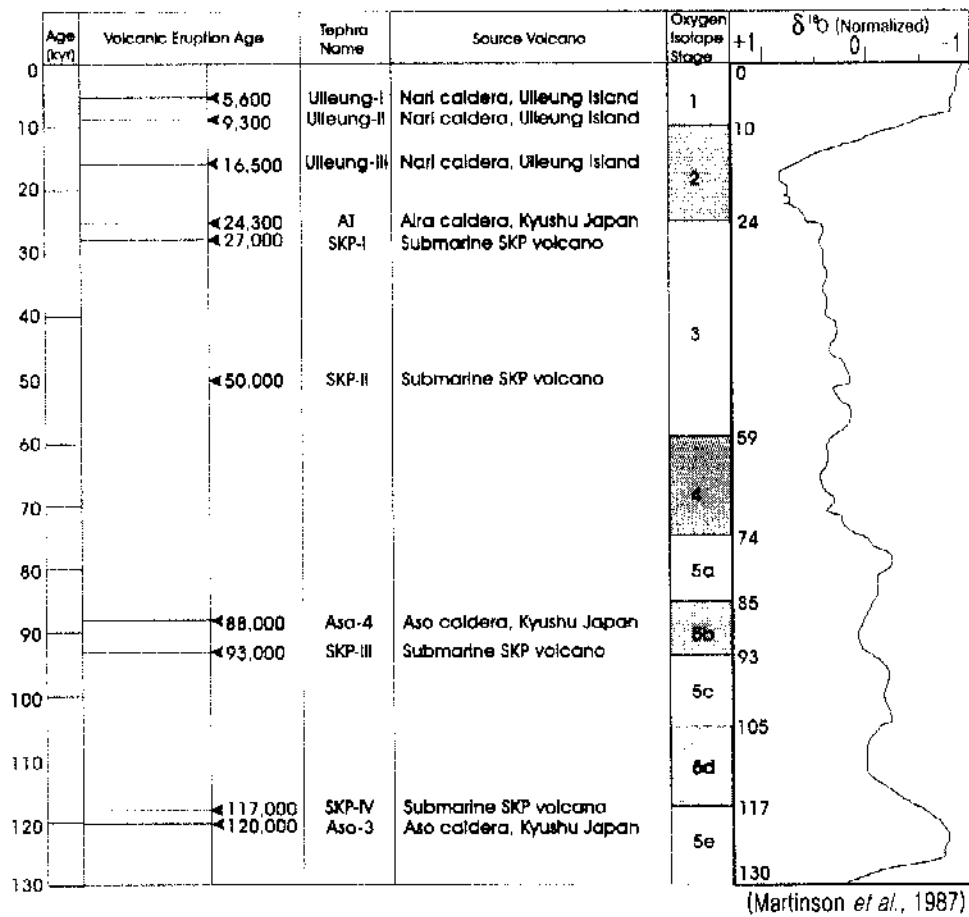 Age (kyr) Volcanic Eruption Age Tephra Name Source Volcano Oxygen Isotape Stage δ¹⁸O (Normalized)
+1 0 -1
0 0
5,600 Ulleung-I Nari caldera, Ulleung Island 1
9,300 Ulleung-II Nari caldera, Ulleung Island
10 10
16,500 Ulleung-III Nari caldera, Ulleung Island
2
20
24,300 AT Aira caldera, Kyushu Japan 24
27,000 SKP-I Submarine SKP volcano
30
40 3
50 50,000 SKP-II Submarine SKP volcano
59
60
4
70
74
80 5a
85
88,000 Asa-4 Aso caldera, Kyushu Japan
90 5b
93,000 SKP-III Submarine SKP volcano 93
100 5c
105
110 5d
117,000 SKP-IV Submarine SKP volcano 117
120 120,000 Aso-3 Aso caldera, Kyushu Japan
5e
130 130
(Martinson et al., 1987)